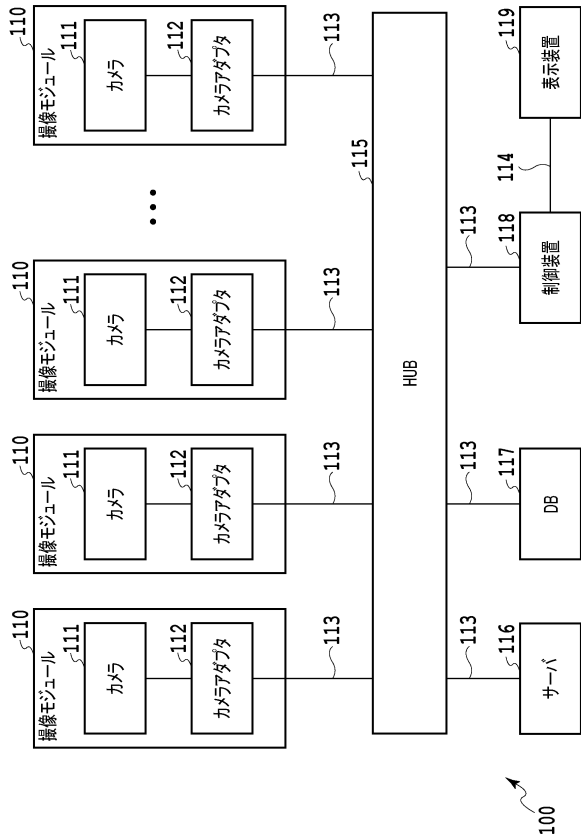 110
撮像モジュール
111
カメラ
112
カメラアダプタ
113
110
撮像モジュール
111
カメラ
112
カメラアダプタ
113
110
撮像モジュール
111
カメラ
112
カメラアダプタ
113
•••
110
撮像モジュール
111
カメラ
112
カメラアダプタ
113
115
HUB
113
116
サーバ
113
117
DB
113
118
制御装置
114
119
表示装置
100